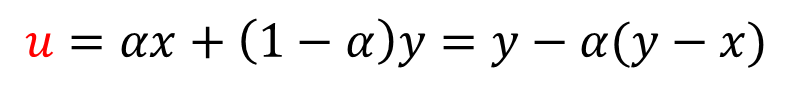 u = αx + (1 − α)y = y − α(y − x)